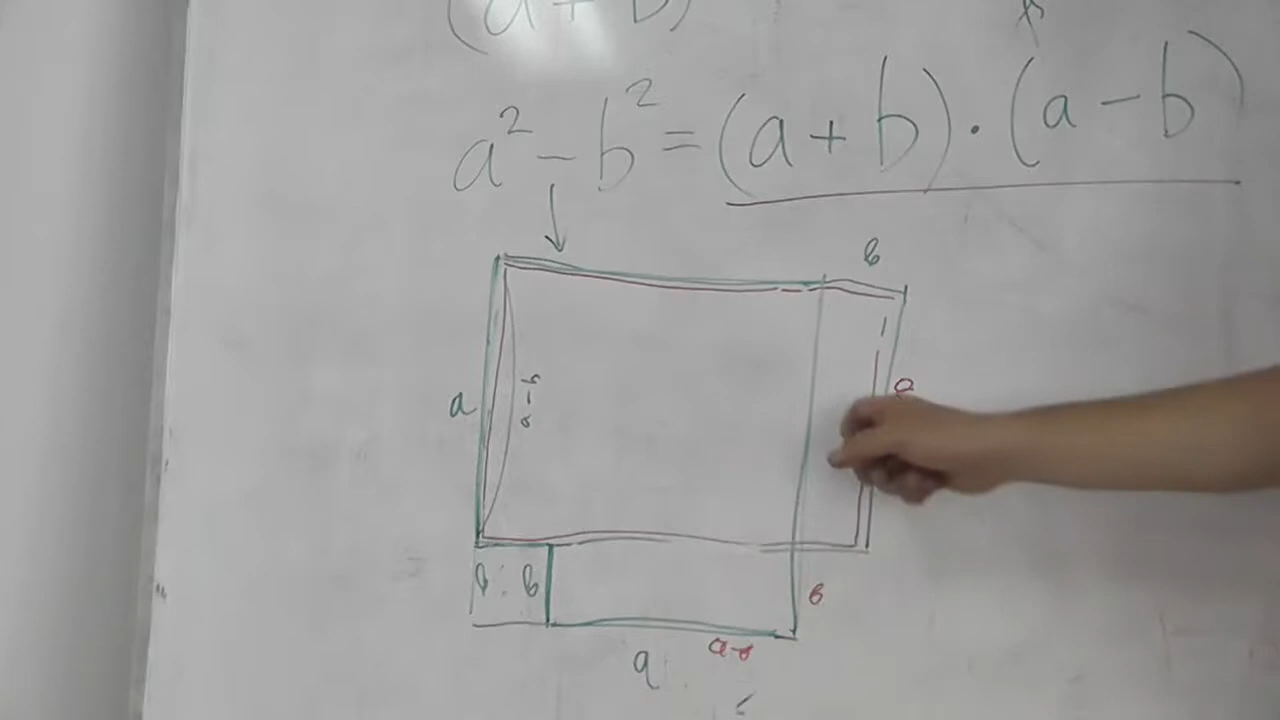 (a + b)
a² - b² = (a + b) · (a - b)
b
a
a - b
b b
b
a - b
a